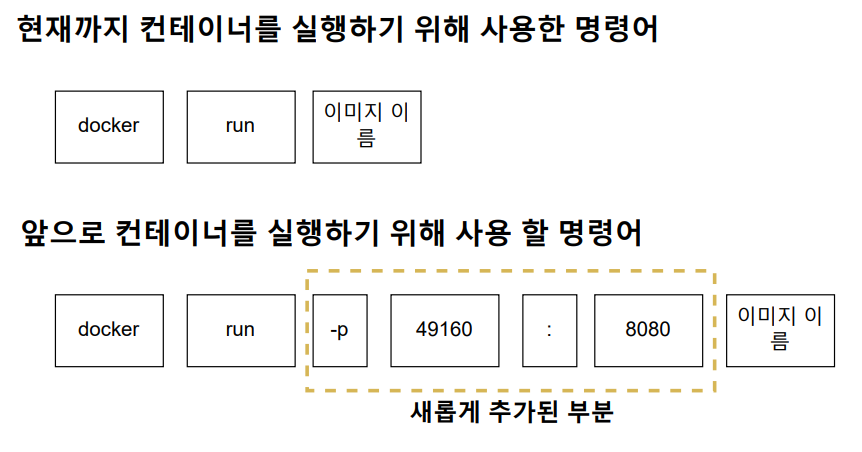 현재까지 컨테이너를 실행하기 위해 사용한 명령어
docker run 이미지 이
름
앞으로 컨테이너를 실행하기 위해 사용 할 명령어
docker run -p 49160 : 8080 이미지 이
름
새롭게 추가된 부분